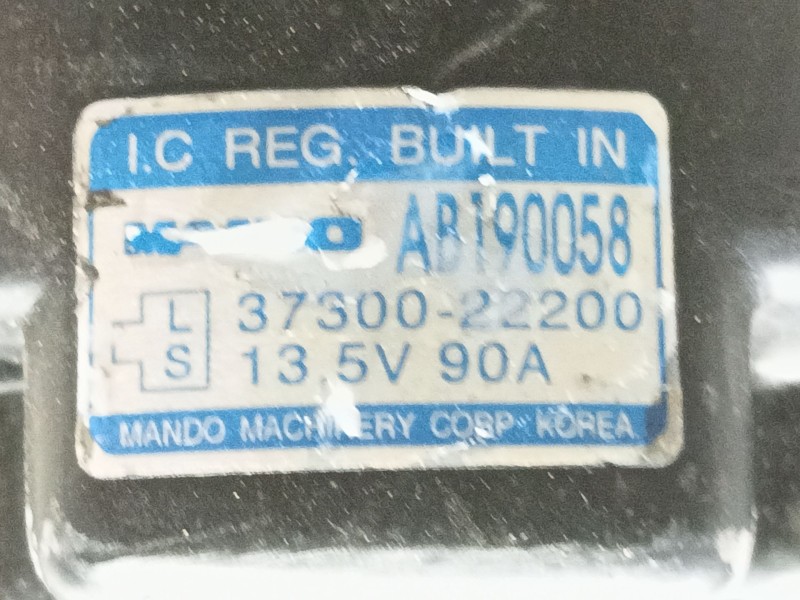 I.C REG. BUILT IN
AB190058
L 37300-22200
S 13.5V 90A
MANDO MACHINERY CORP. KOREA